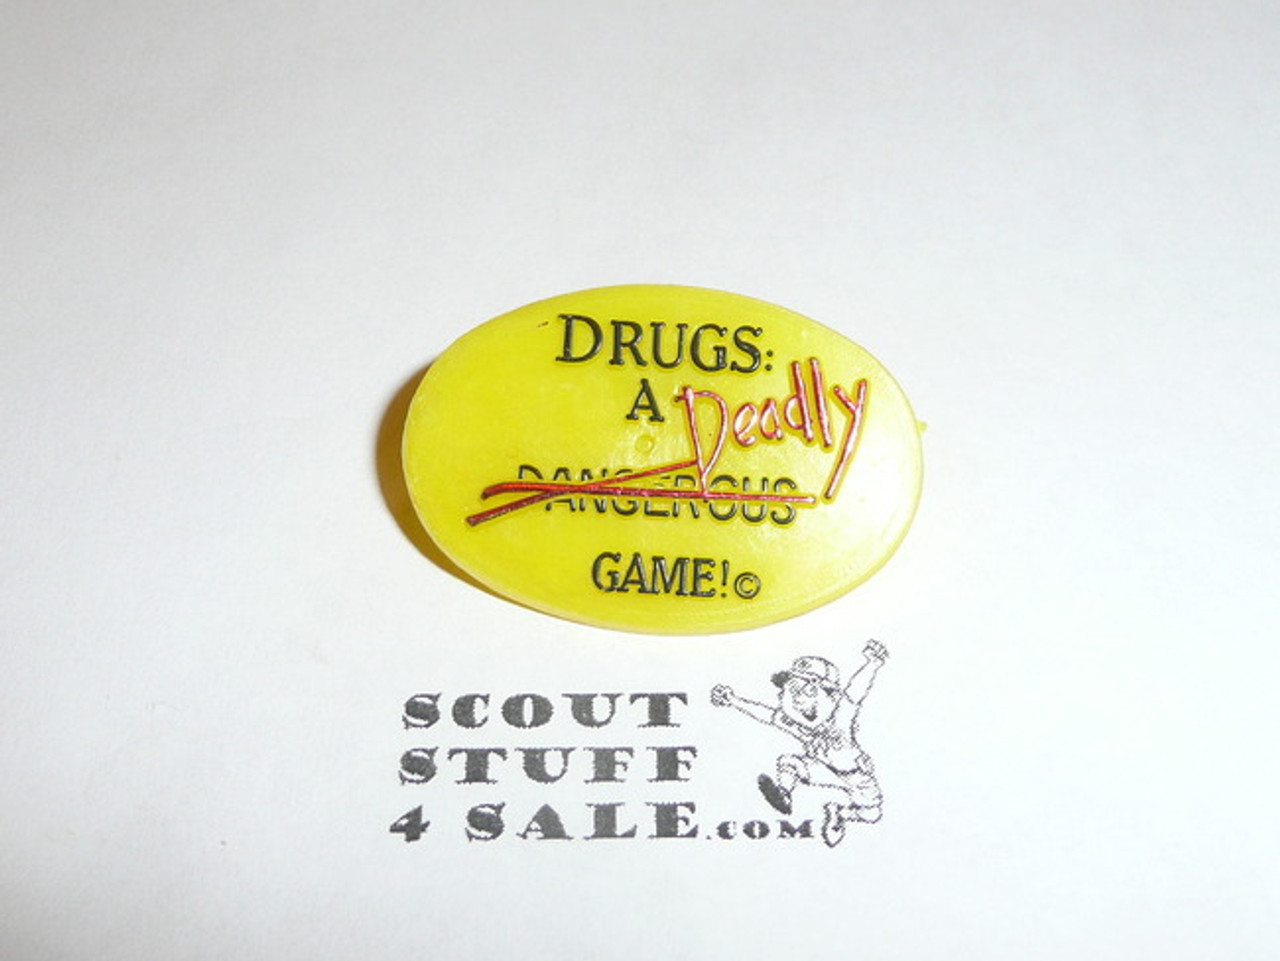 DRUGS:
A Deadly
DANGEROUS
GAME!©
SCOUT
STUFF
4 SALE.COM